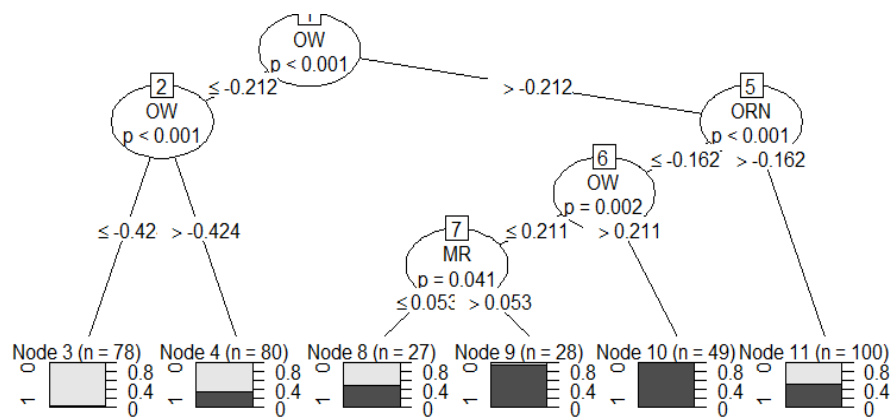 1
OW
p < 0.001
≤ -0.212
> -0.212
2
OW
p < 0.001
≤ -0.42
> -0.424
5
ORN
p < 0.001
≤ -0.162
> -0.162
6
OW
p = 0.002
≤ 0.211
> 0.211
7
MR
p = 0.041
≤ 0.053
> 0.053
Node 3 (n = 78)
0
1
0.8
0.4
0
Node 4 (n = 80)
0
1
0.8
0.4
0
Node 8 (n = 27)
0
1
0.8
0.4
0
Node 9 (n = 28)
0
1
0.8
0.4
0
Node 10 (n = 49)
0
1
0.8
0.4
0
Node 11 (n = 100)
0
1
0.8
0.4
0